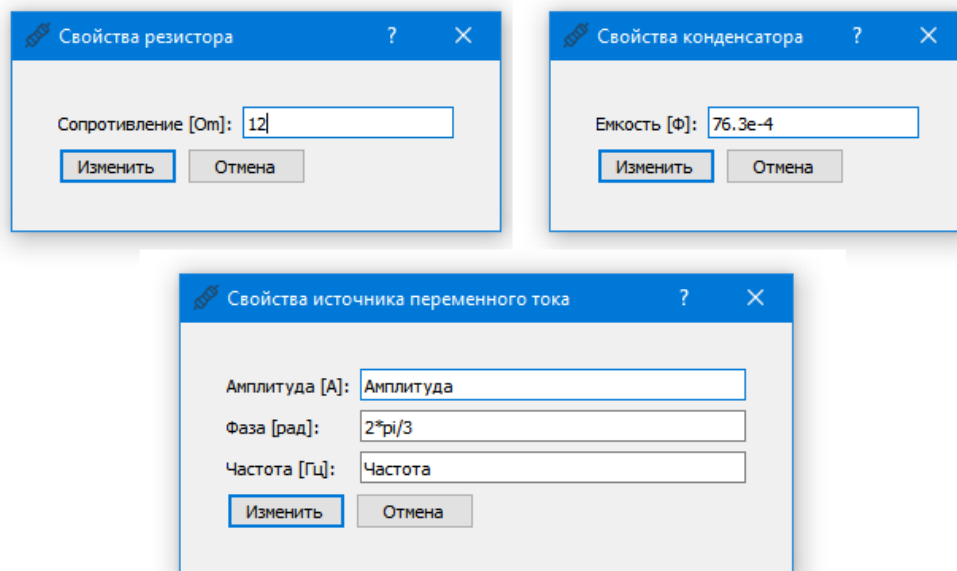 Свойства резистора ?
Сопротивление [Om]: 12
Изменить Отмена
Свойства конденсатора ?
Емкость [Ф]: 76.3e-4
Изменить Отмена
Свойства источника переменного тока ?
Амплитуда [А]: Амплитуда
Фаза [рад]: 2*pi/3
Частота [Гц]: Частота
Изменить Отмена